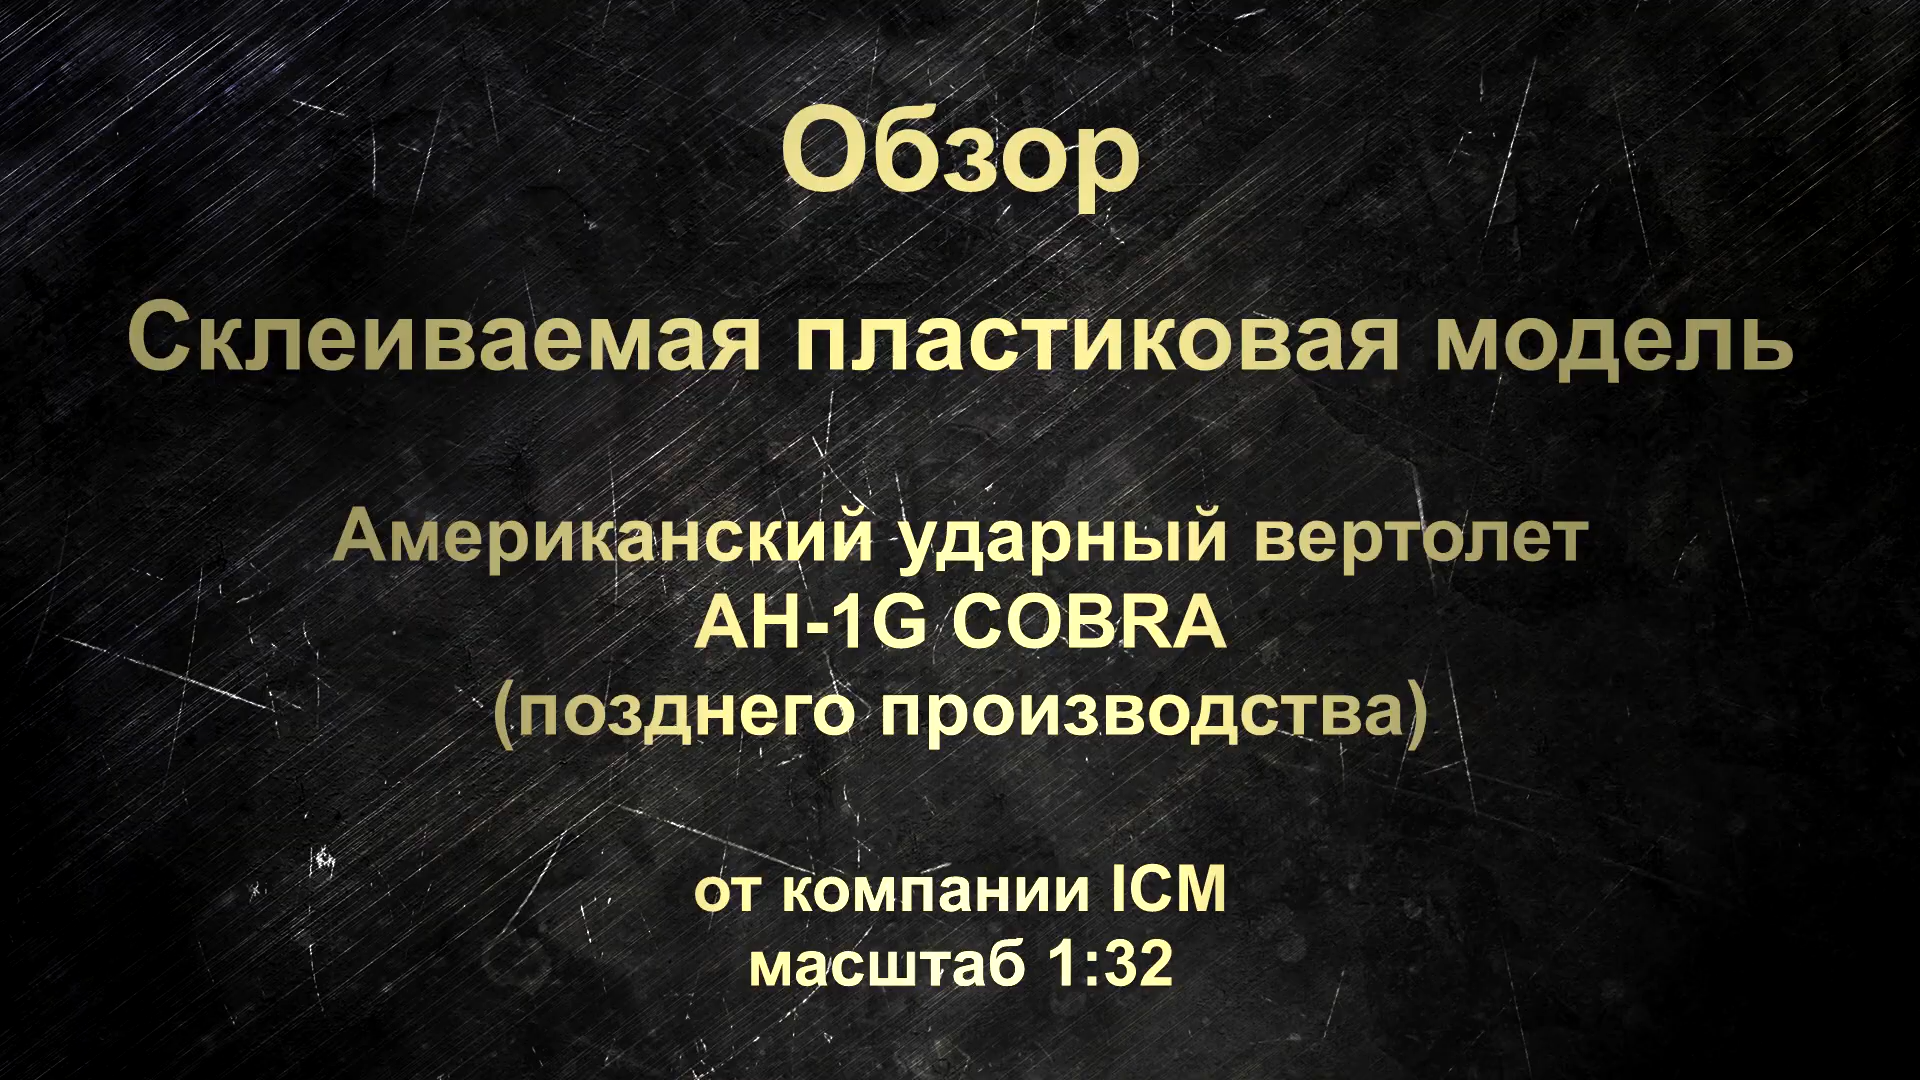 Обзор
Склеиваемая пластиковая модель
Американский ударный вертолет
AH-1G COBRA
(позднего производства)
от компании ICM
масштаб 1:32